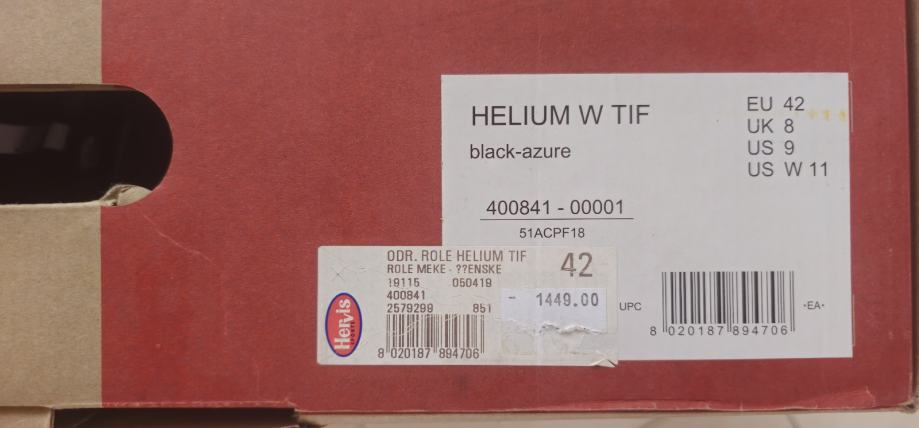 HELIUM W TIF
black-azure
EU 42
UK 8
US 9
US W 11
400841 - 00001
51ACPF18
UPC
8 020187 894706
-EA-
ODR. ROLE HELIUM TIF
ROLE MEKE - ??ENSKE
42
19115 050419
400841
2579299 851
- 1449.00
Hervis
SPORTS
8 020187 894706